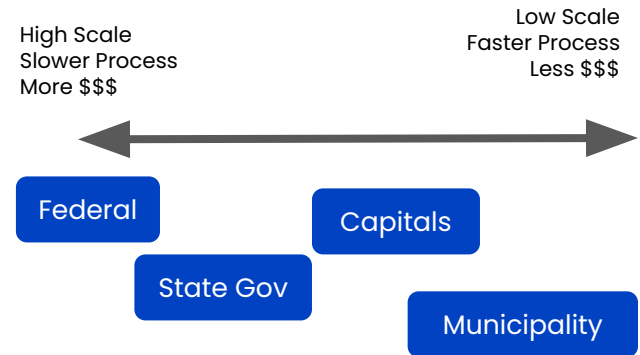 High Scale
Slower Process
More $$$
Low Scale
Faster Process
Less $$$
Federal
Capitals
State Gov
Municipality